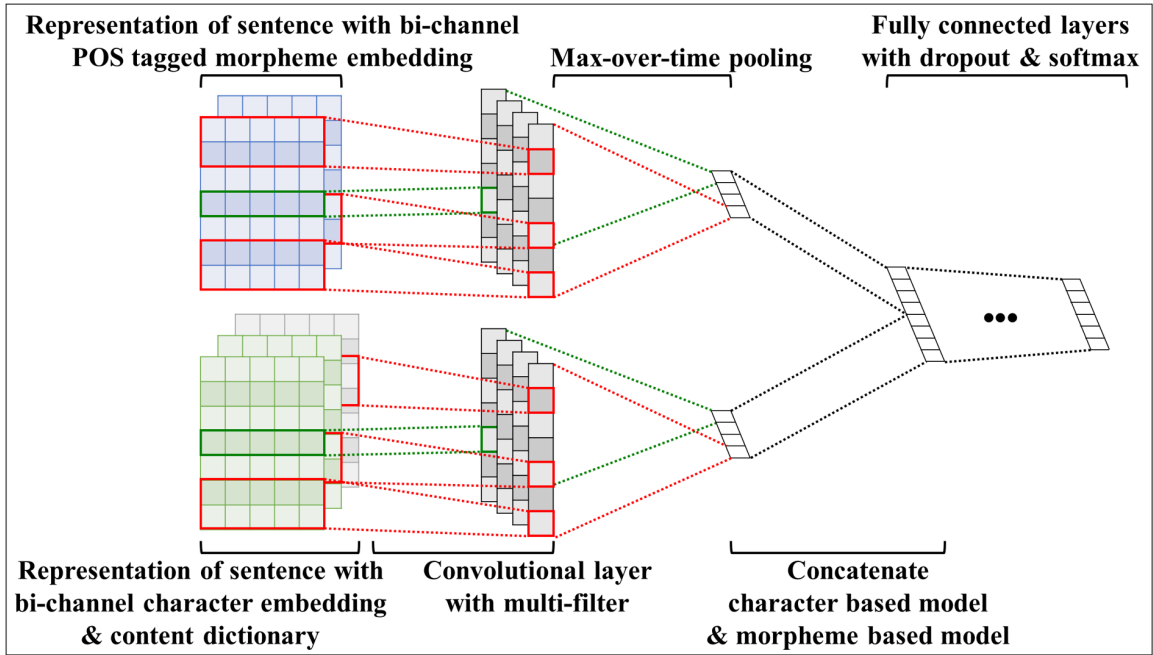 Representation of sentence with bi-channel
POS tagged morpheme embedding
Max-over-time pooling
Fully connected layers
with dropout & softmax
Representation of sentence with
bi-channel character embedding
& content dictionary
Convolutional layer
with multi-filter
Concatenate
character based model
& morpheme based model